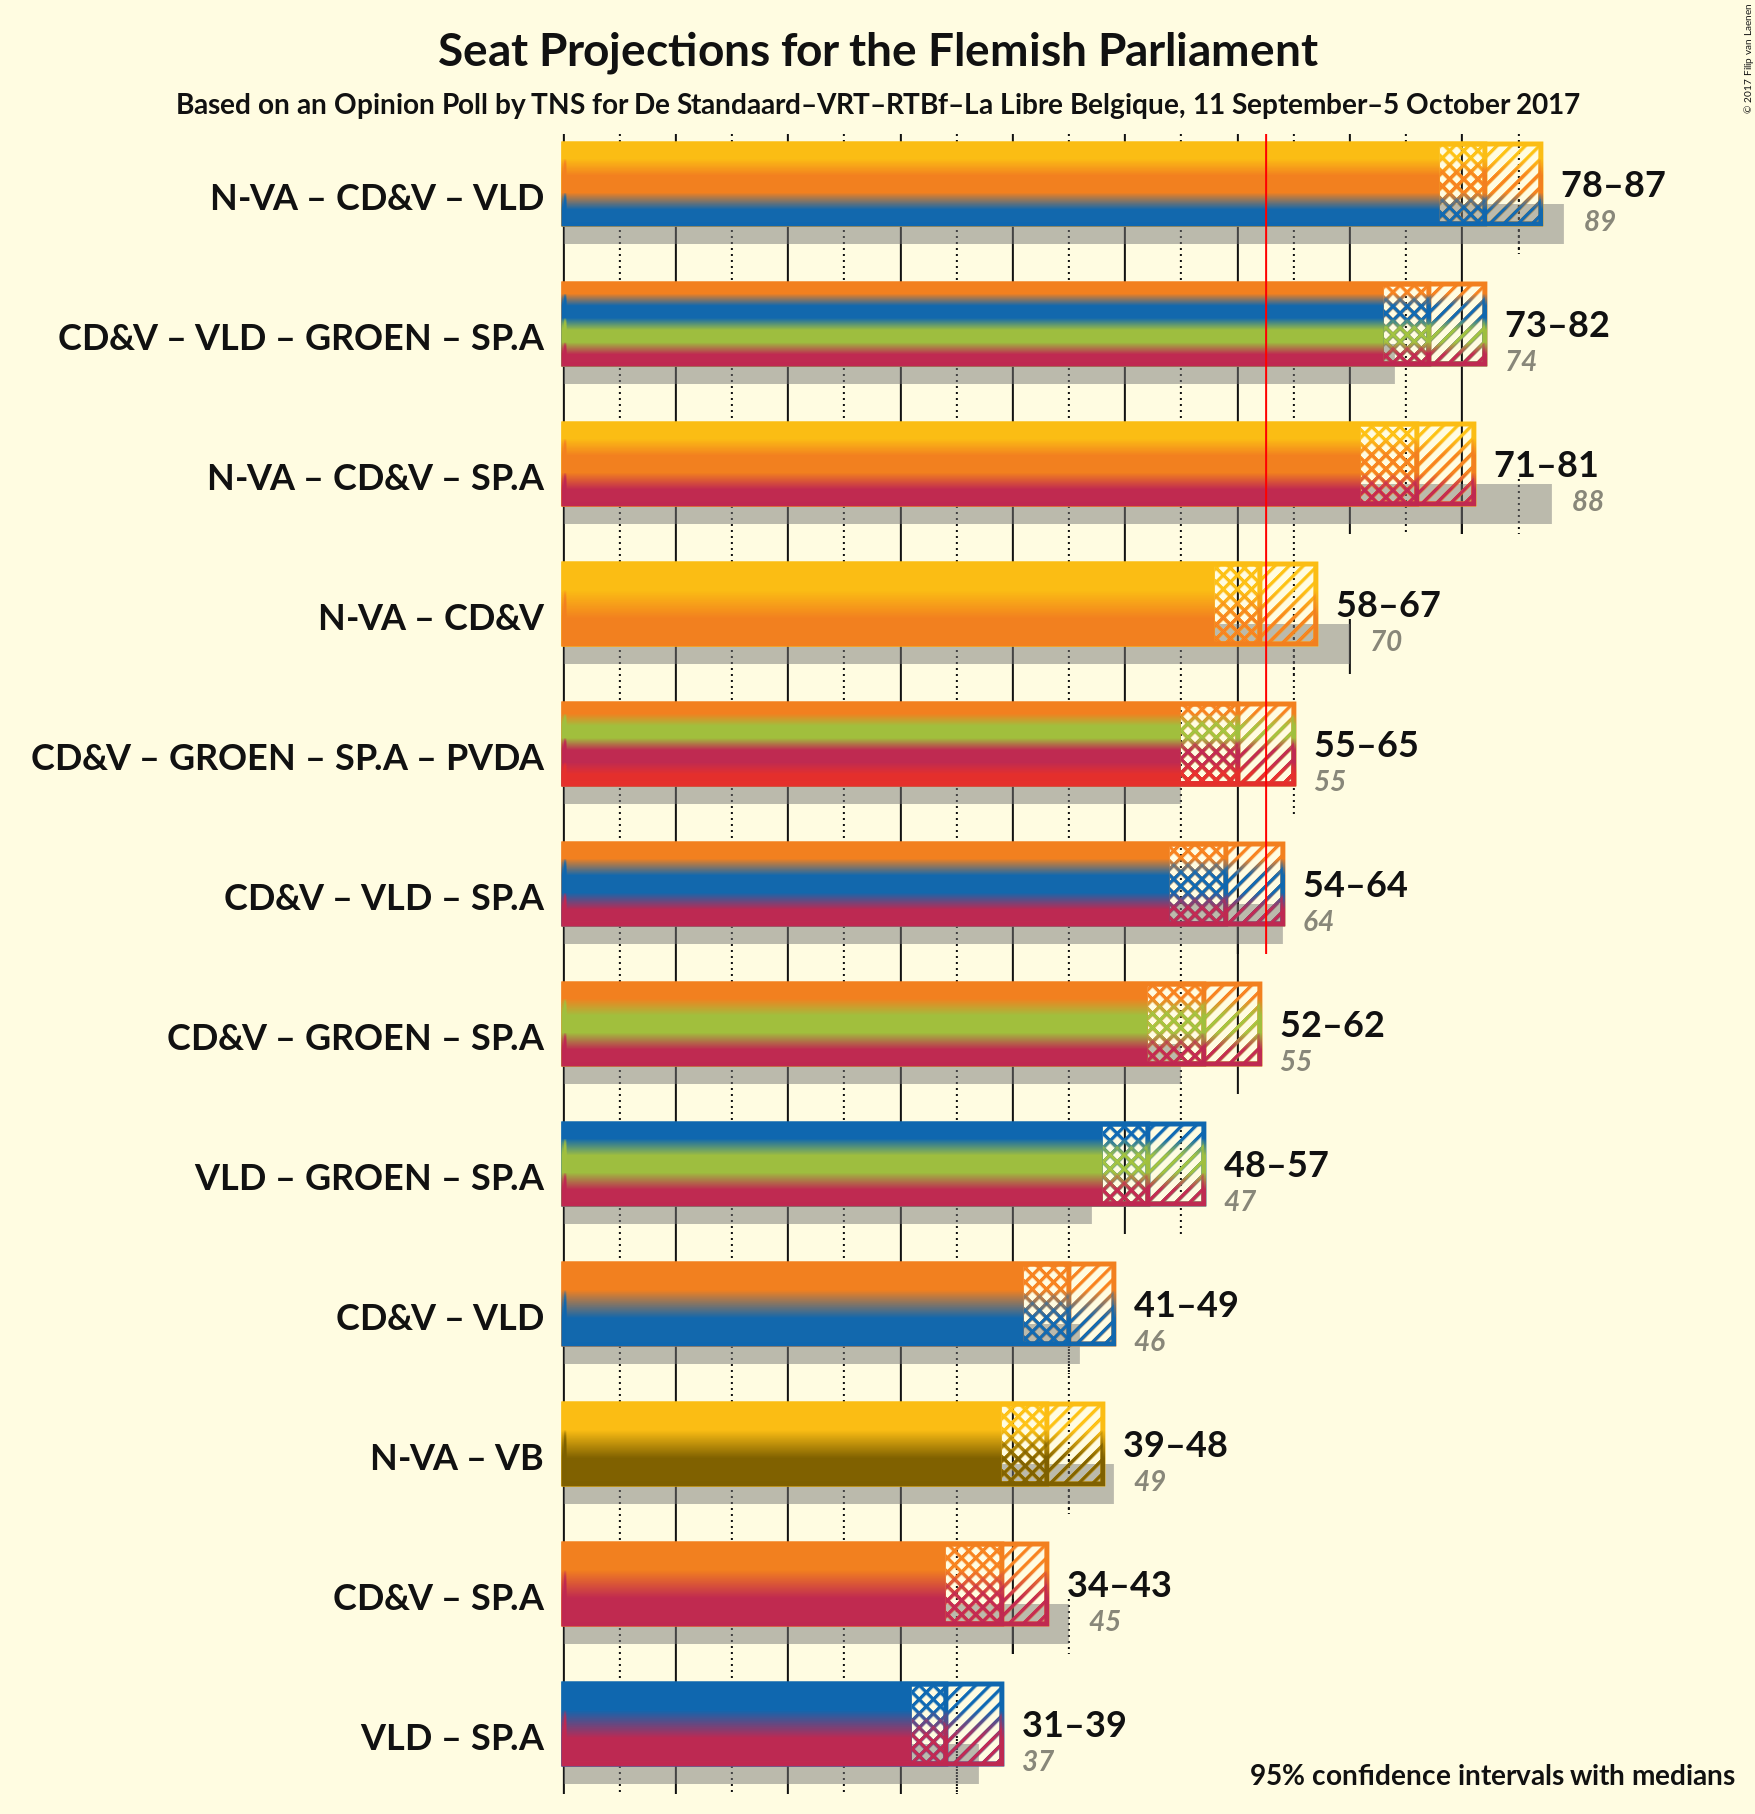 Seat Projections for the Flemish Parliament
Based on an Opinion Poll by TNS for De Standaard–VRT–RTBf–La Libre Belgique, 11 September–5 October 2017
© 2017 Filip van Laenen
N-VA – CD&V – VLD
78–87
89
CD&V – VLD – GROEN – SP.A
73–82
74
N-VA – CD&V – SP.A
71–81
88
N-VA – CD&V
58–67
70
CD&V – GROEN – SP.A – PVDA
55–65
55
CD&V – VLD – SP.A
54–64
64
CD&V – GROEN – SP.A
52–62
55
VLD – GROEN – SP.A
48–57
47
CD&V – VLD
41–49
46
N-VA – VB
39–48
49
CD&V – SP.A
34–43
45
VLD – SP.A
31–39
37
95% confidence intervals with medians